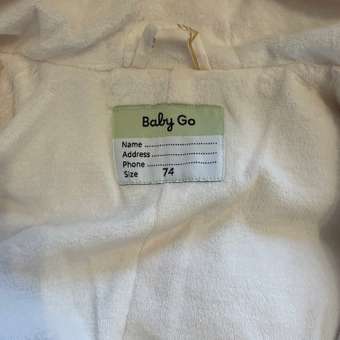 Baby Go
Name ........................
Address ....................
Phone ......................
Size 74